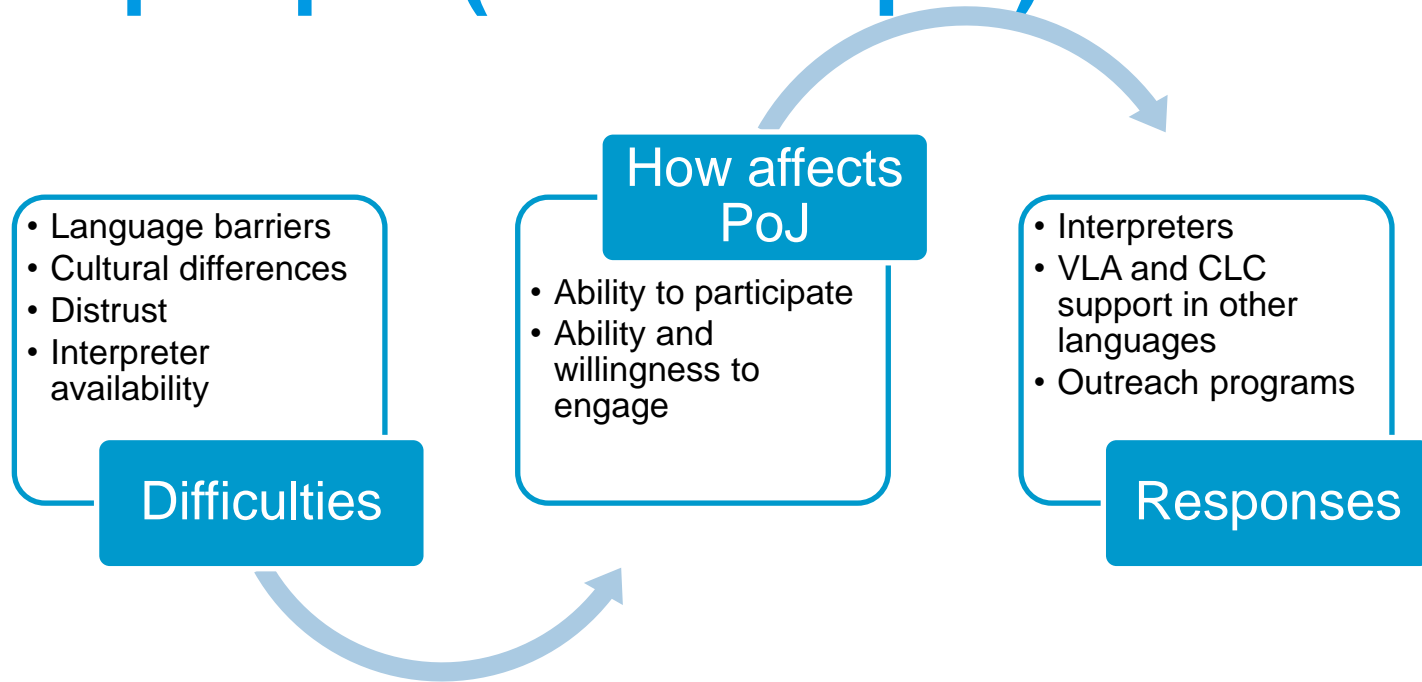 • Language barriers
• Cultural differences
• Distrust
• Interpreter
availability
Difficulties
How affects
PoJ
• Ability to participate
• Ability and
willingness to
engage
• Interpreters
• VLA and CLC
support in other
languages
• Outreach programs
Responses